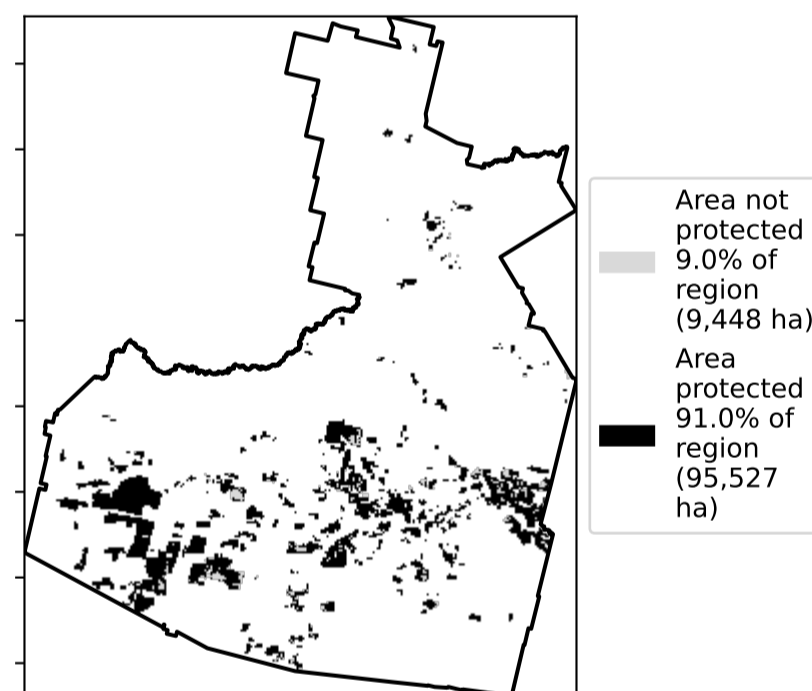 Area not
protected
9.0% of
region
(9,448 ha)
Area
protected
91.0% of
region
(95,527
ha)